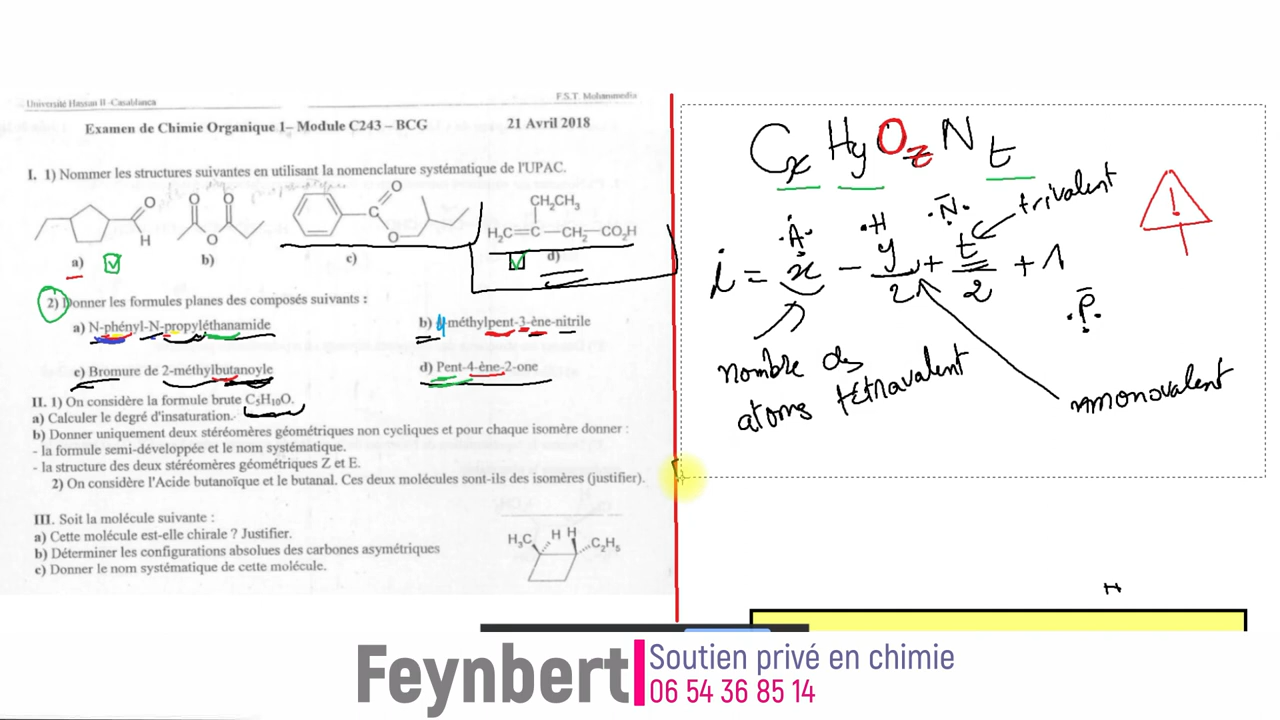 Université Hassan II -Casablanca
F.S.T Mohammedia
Examen de Chimie Organique 1– Module C243 – BCG 21 Avril 2018
I. 1) Nommer les structures suivantes en utilisant la nomenclature systématique de l'UPAC.
O
H
O O
O
O
C
O
CH₂CH₃
H₂C=C—CH₂—CO₂H
a) b) c) d)
2) Donner les formules planes des composés suivants :
a) N-phényl-N-propyléthanamide b) 4-méthylpent-3-ène-nitrile
c) Bromure de 2-méthylbutanoyle d) Pent-4-ène-2-one
II. 1) On considère la formule brute C₅H₁₀O.
a) Calculer le degré d'insaturation.
b) Donner uniquement deux stéréomères géométriques non cycliques et pour chaque isomère donner :
- la formule semi-développée et le nom systématique.
- la structure des deux stéréomères géométriques Z et E.
2) On considère l'Acide butanoïque et le butanal. Ces deux molécules sont-ils des isomères (justifier).
III. Soit la molécule suivante :
a) Cette molécule est-elle chirale ? Justifier.
b) Déterminer les configurations absolues des carbones asymétriques
c) Donner le nom systématique de cette molécule.
H₃C H H C₂H₅
Cx Hy Oz Nt
trivalent
·A· ·H ·N·
i = x - y/2 + t/2 + 1
·P·
nombre des
atoms tétravalent
monovalent
!
H
Feynbert
Soutien privé en chimie
06 54 36 85 14